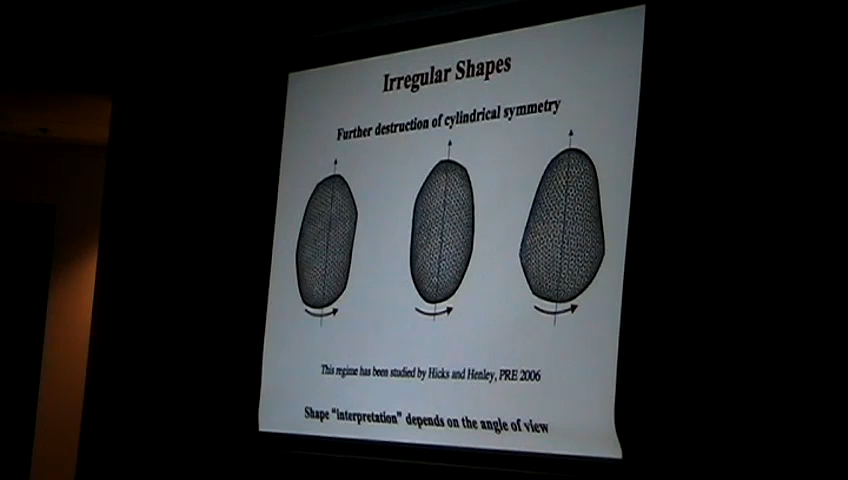 Irregular Shapes
Further destruction of cylindrical symmetry
This regime has been studied by Hicks and Henley, PRE 2006
Shape "interpretation" depends on the angle of view